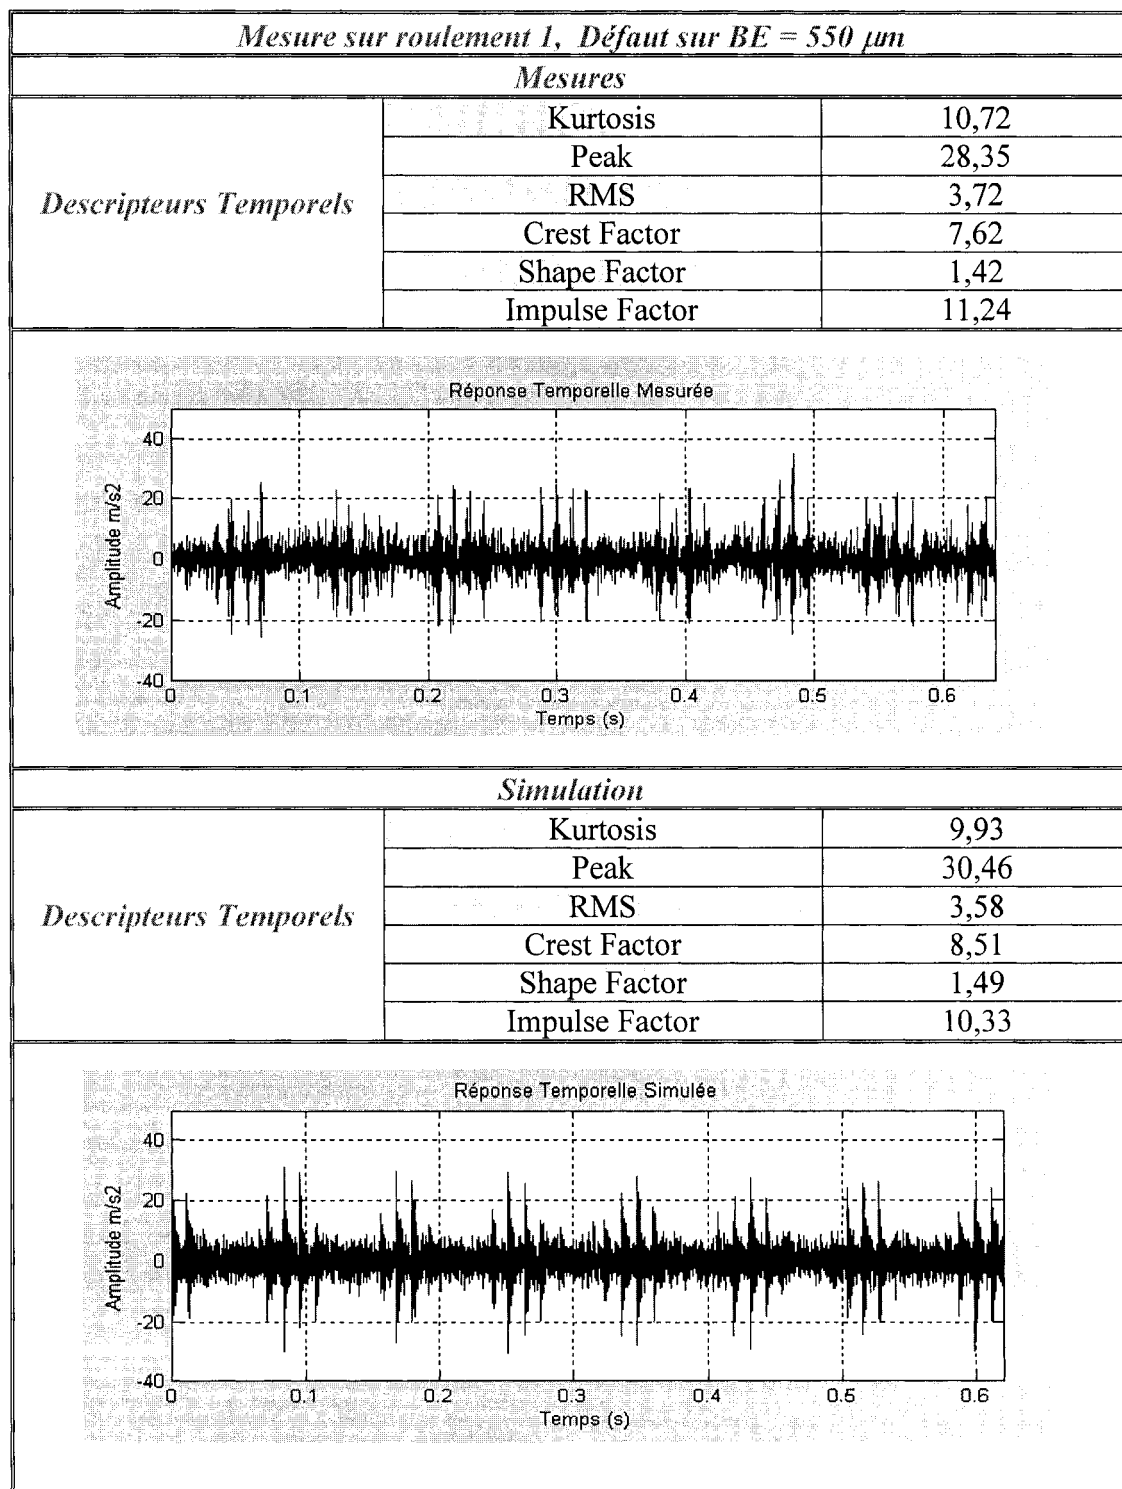 Mesure sur roulement 1, Défaut sur BE = 550 µm
Mesures
Descripteurs Temporels
Kurtosis 10,72
Peak 28,35
RMS 3,72
Crest Factor 7,62
Shape Factor 1,42
Impulse Factor 11,24
Réponse Temporelle Mesurée
Amplitude m/s2
40
20
0
-20
-40
0 0.1 0.2 0.3 0.4 0.5 0.6
Temps (s)
Simulation
Descripteurs Temporels
Kurtosis 9,93
Peak 30,46
RMS 3,58
Crest Factor 8,51
Shape Factor 1,49
Impulse Factor 10,33
Réponse Temporelle Simulée
Amplitude m/s2
40
20
0
-20
-40
0 0.1 0.2 0.3 0.4 0.5 0.6
Temps (s)